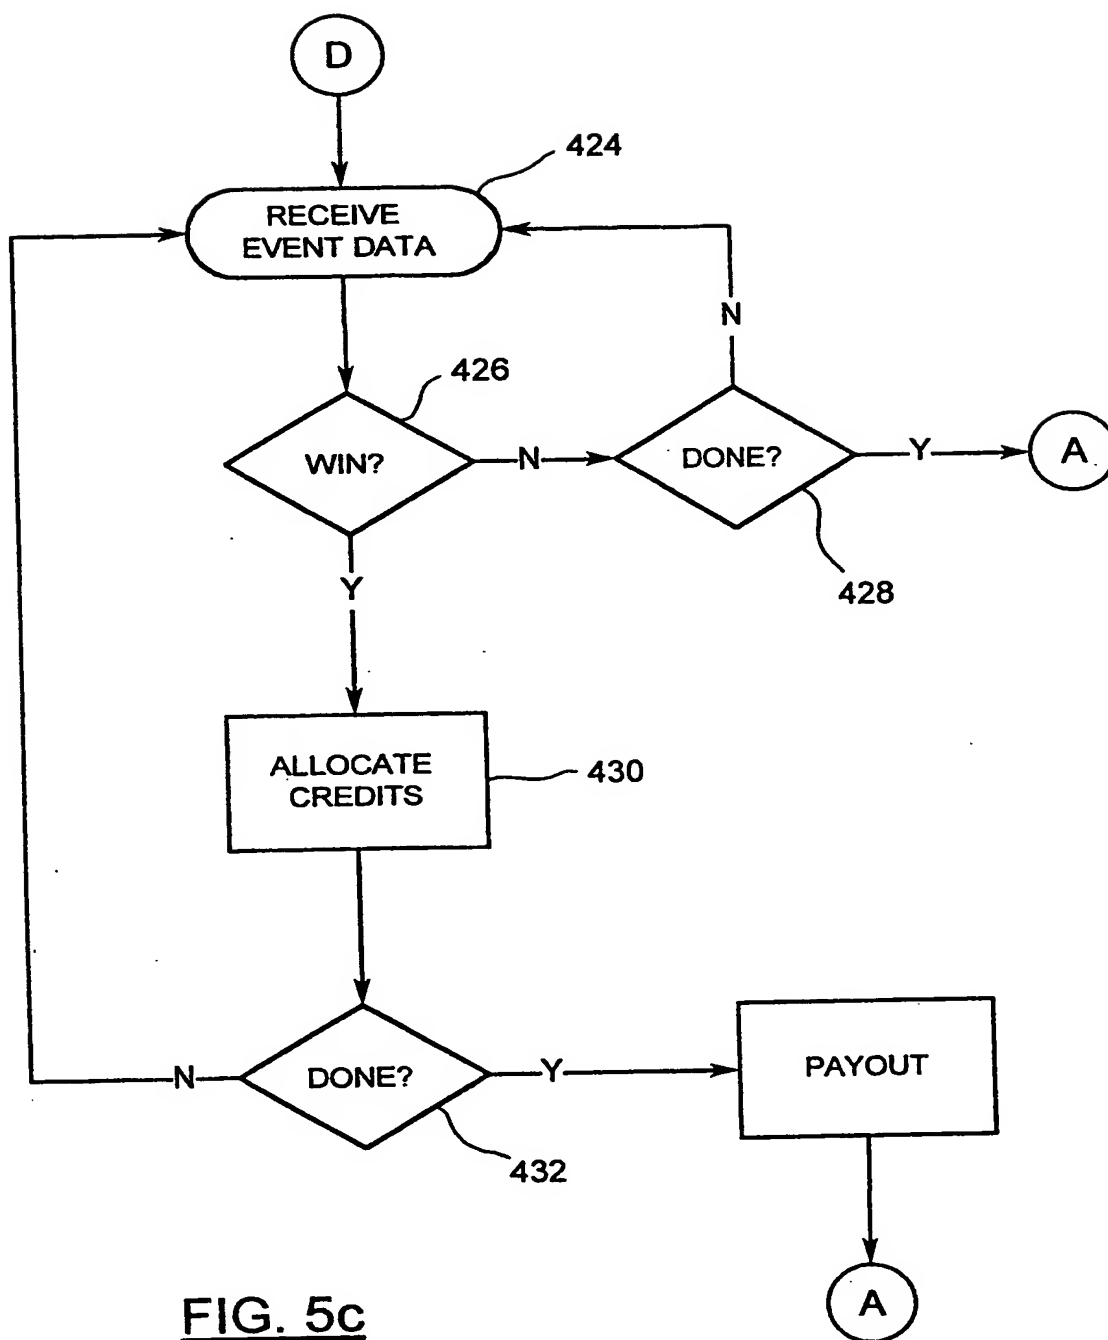 D
424
RECEIVE
EVENT DATA
N
426
WIN?
N
DONE?
Y
A
428
Y
ALLOCATE
CREDITS
430
N
DONE?
Y
PAYOUT
432
A
FIG. 5c